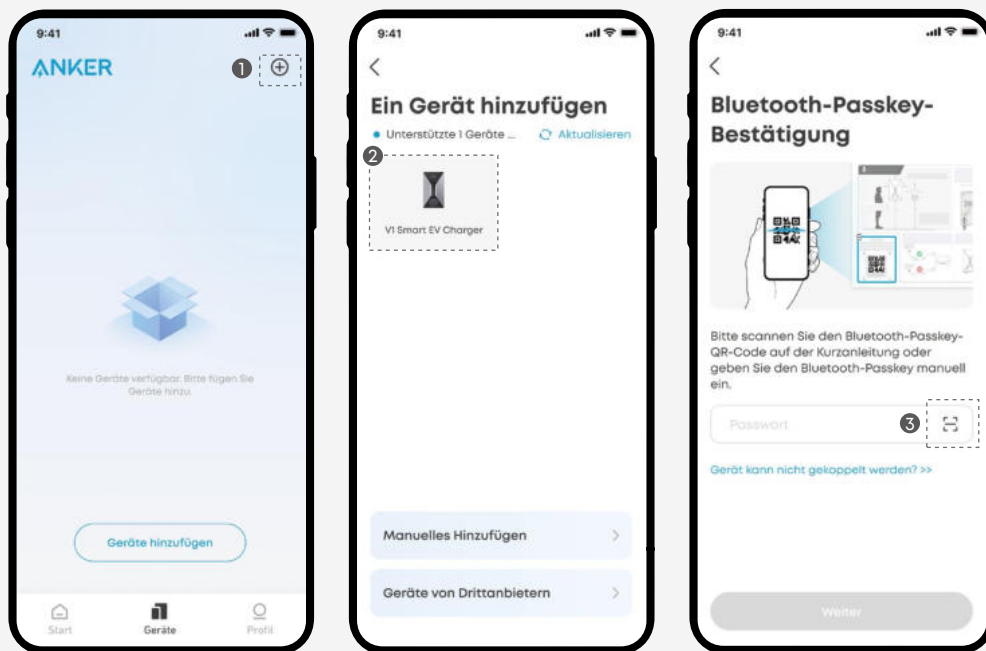 9:41
ANKER
1
Keine Geräte verfügbar. Bitte fügen Sie
Geräte hinzu.
Geräte hinzufügen
Start
Geräte
Profil
9:41
Ein Gerät hinzufügen
Unterstützte 1 Geräte ...
Aktualisieren
2
V1 Smart EV Charger
Manuelles Hinzufügen
Geräte von Drittanbietern
9:41
Bluetooth-Passkey-
Bestätigung
Bitte scannen Sie den Bluetooth-Passkey-
QR-Code auf der Kurzanleitung oder
geben Sie den Bluetooth-Passkey manuell
ein.
Passwort
3
Gerät kann nicht gekoppelt werden? >>
Weiter